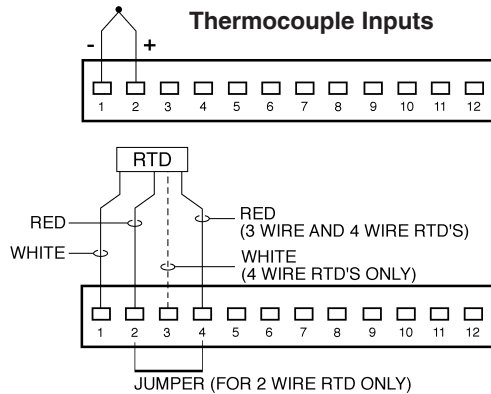 Thermocouple Inputs
- +
1 2 3 4 5 6 7 8 9 10 11 12
RTD
RED
WHITE
RED
(3 WIRE AND 4 WIRE RTD'S)
WHITE
(4 WIRE RTD'S ONLY)
1 2 3 4 5 6 7 8 9 10 11 12
JUMPER (FOR 2 WIRE RTD ONLY)